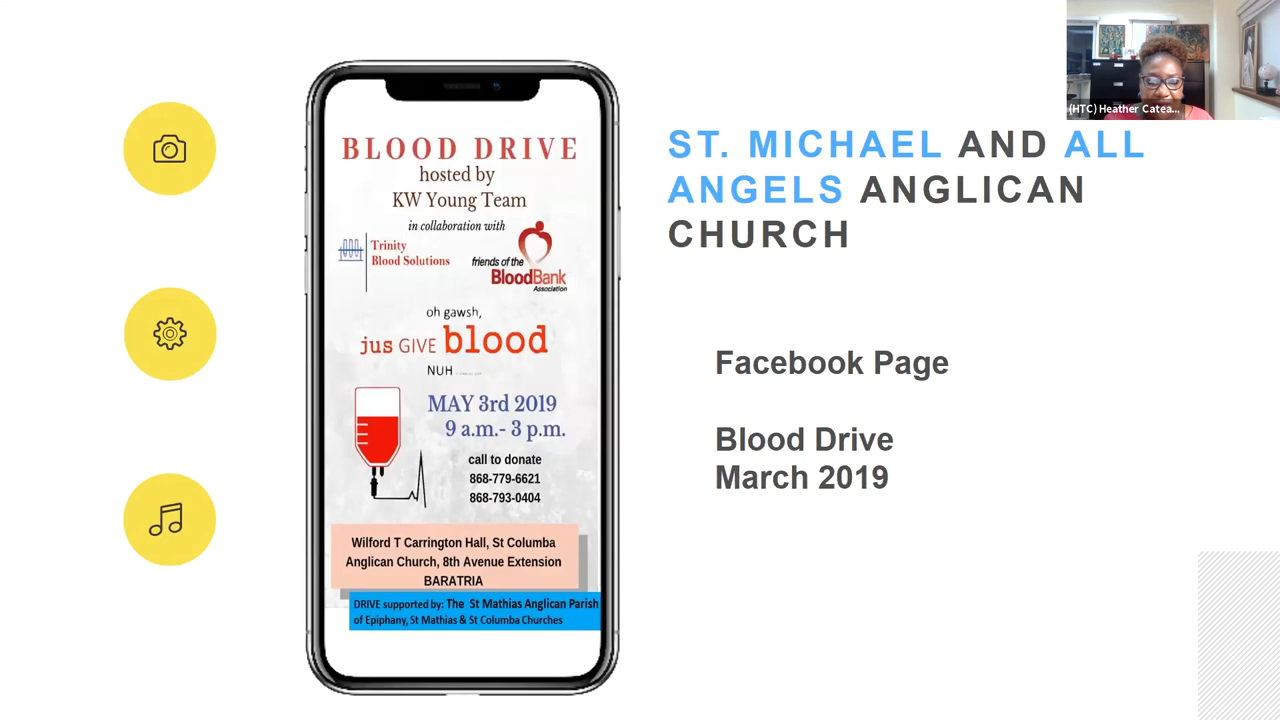 (HTC) Heather Catea...
ST. MICHAEL AND ALL
ANGELS ANGLICAN
CHURCH
BLOOD DRIVE
hosted by
KW Young Team
in collaboration with
Trinity
Blood Solutions
friends of the
BloodBank
Association
oh gawsh,
jus GIVE blood
NUH
MAY 3rd 2019
9 a.m.- 3 p.m.
call to donate
868-779-6621
868-793-0404
Wilford T Carrington Hall, St Columba
Anglican Church, 8th Avenue Extension
BARATRIA
DRIVE supported by: The St Mathias Anglican Parish
of Epiphany, St Mathias & St Columba Churches
Facebook Page
Blood Drive
March 2019